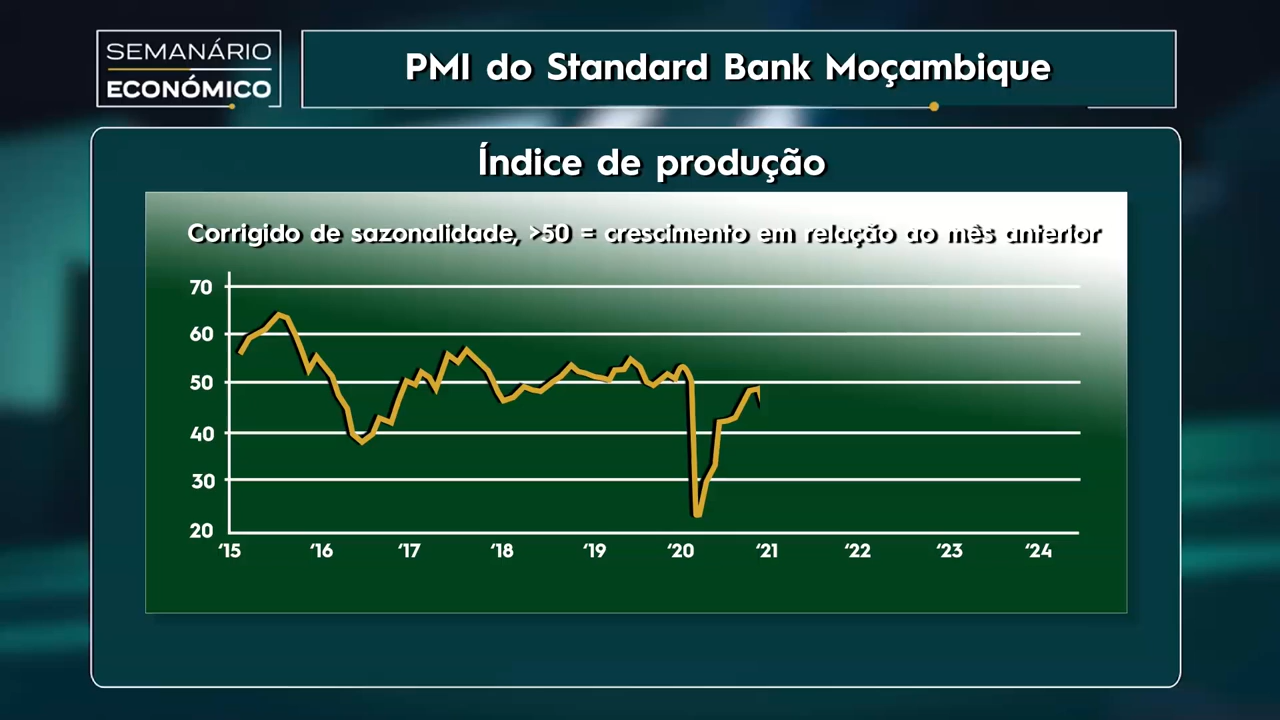 SEMANÁRIO
ECONÓMICO
PMI do Standard Bank Moçambique
Índice de produção
Corrigido de sazonalidade, >50 = crescimento em relação ao mês anterior
70
60
50
40
30
20
‘15 ‘16 ‘17 ‘18 ‘19 ‘20 ‘21 ‘22 ‘23 ‘24